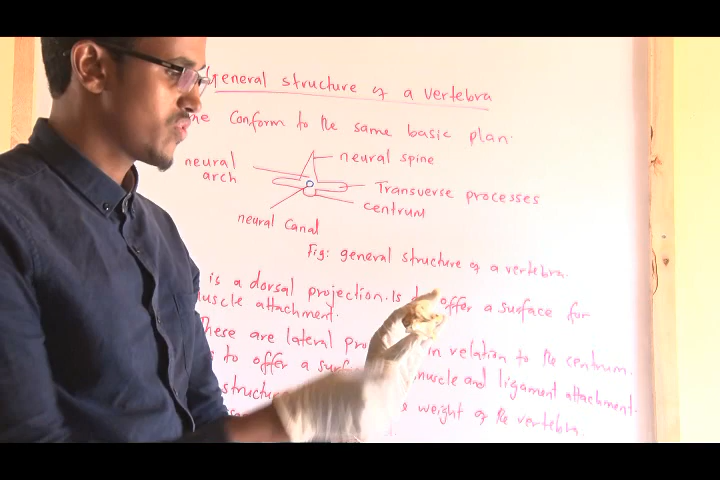 General structure of a vertebra
Conform to the same basic plan.
neural spine
neural arch
Transverse processes
centrum
neural canal
Fig: general structure of a vertebra.
is a dorsal projection. Is offer a surface for
muscle attachment.
These are lateral in relation to the centrum.
to offer a muscle and ligament attachment.
weight of the vertebra.